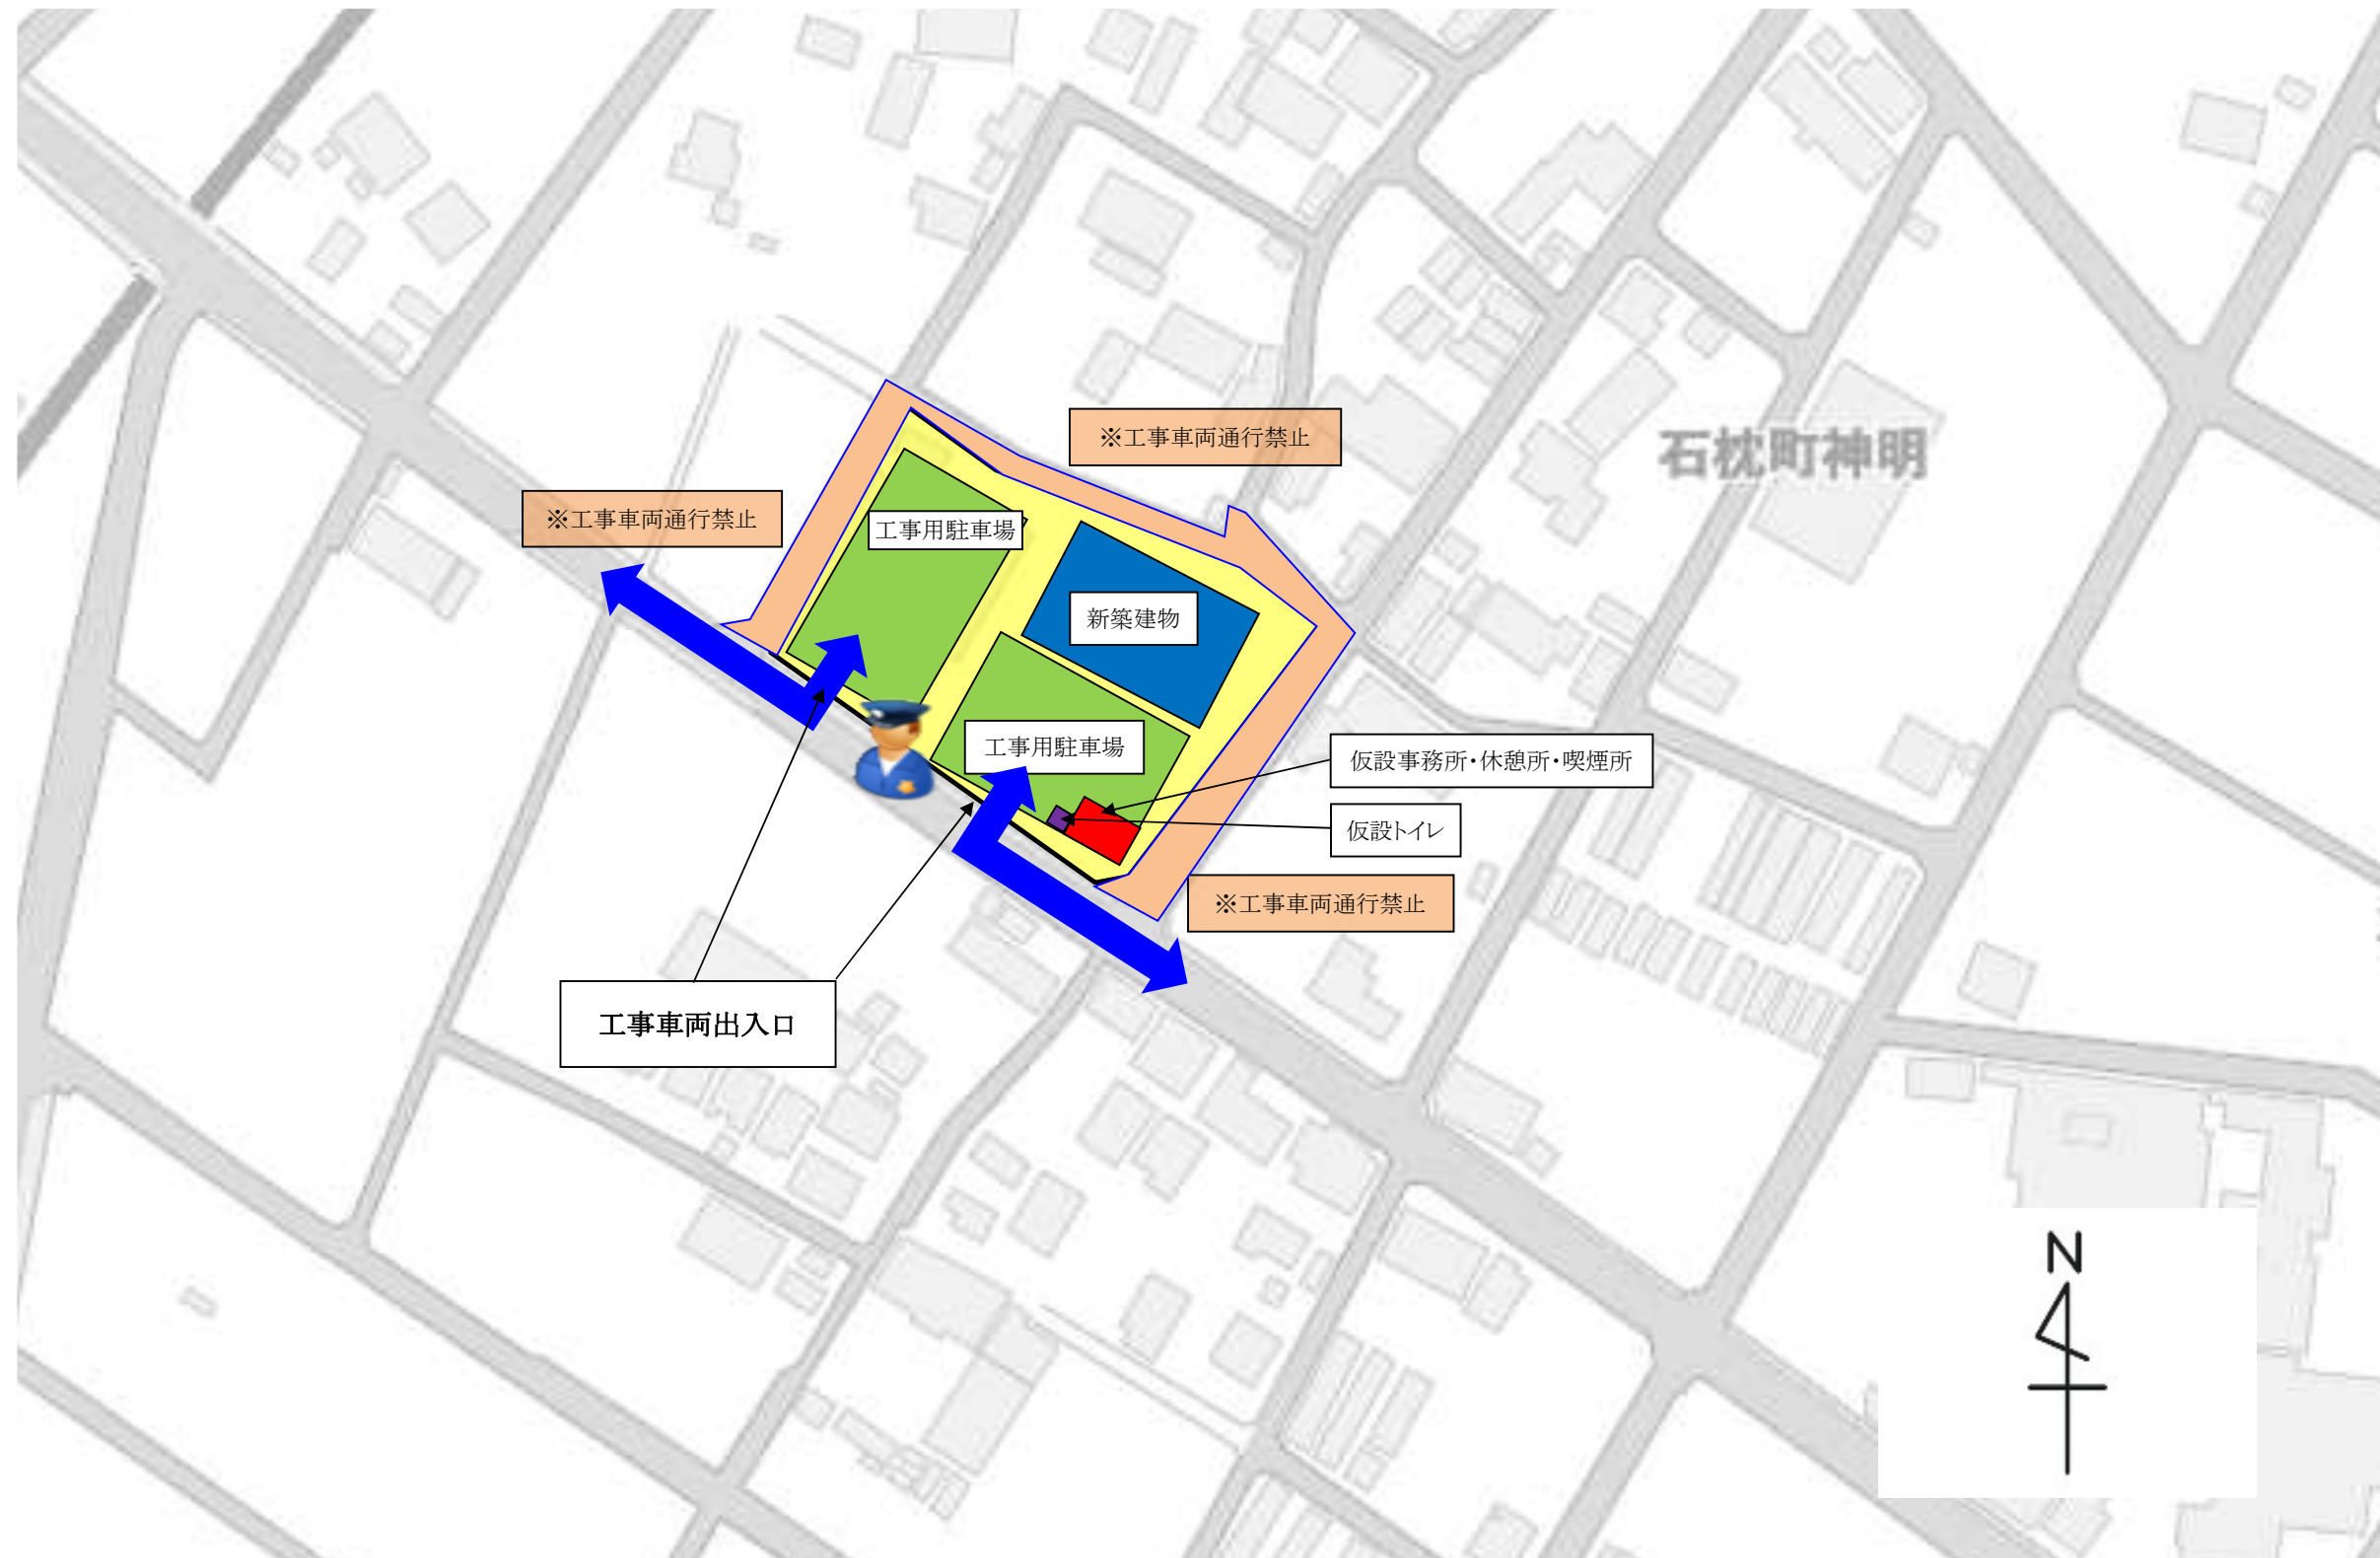 ※工事車両通行禁止
石枕町神明
※工事車両通行禁止
工事用駐車場
新築建物
工事用駐車場
仮設事務所・休憩所・喫煙所
仮設トイレ
※工事車両通行禁止
工事車両出入口
N